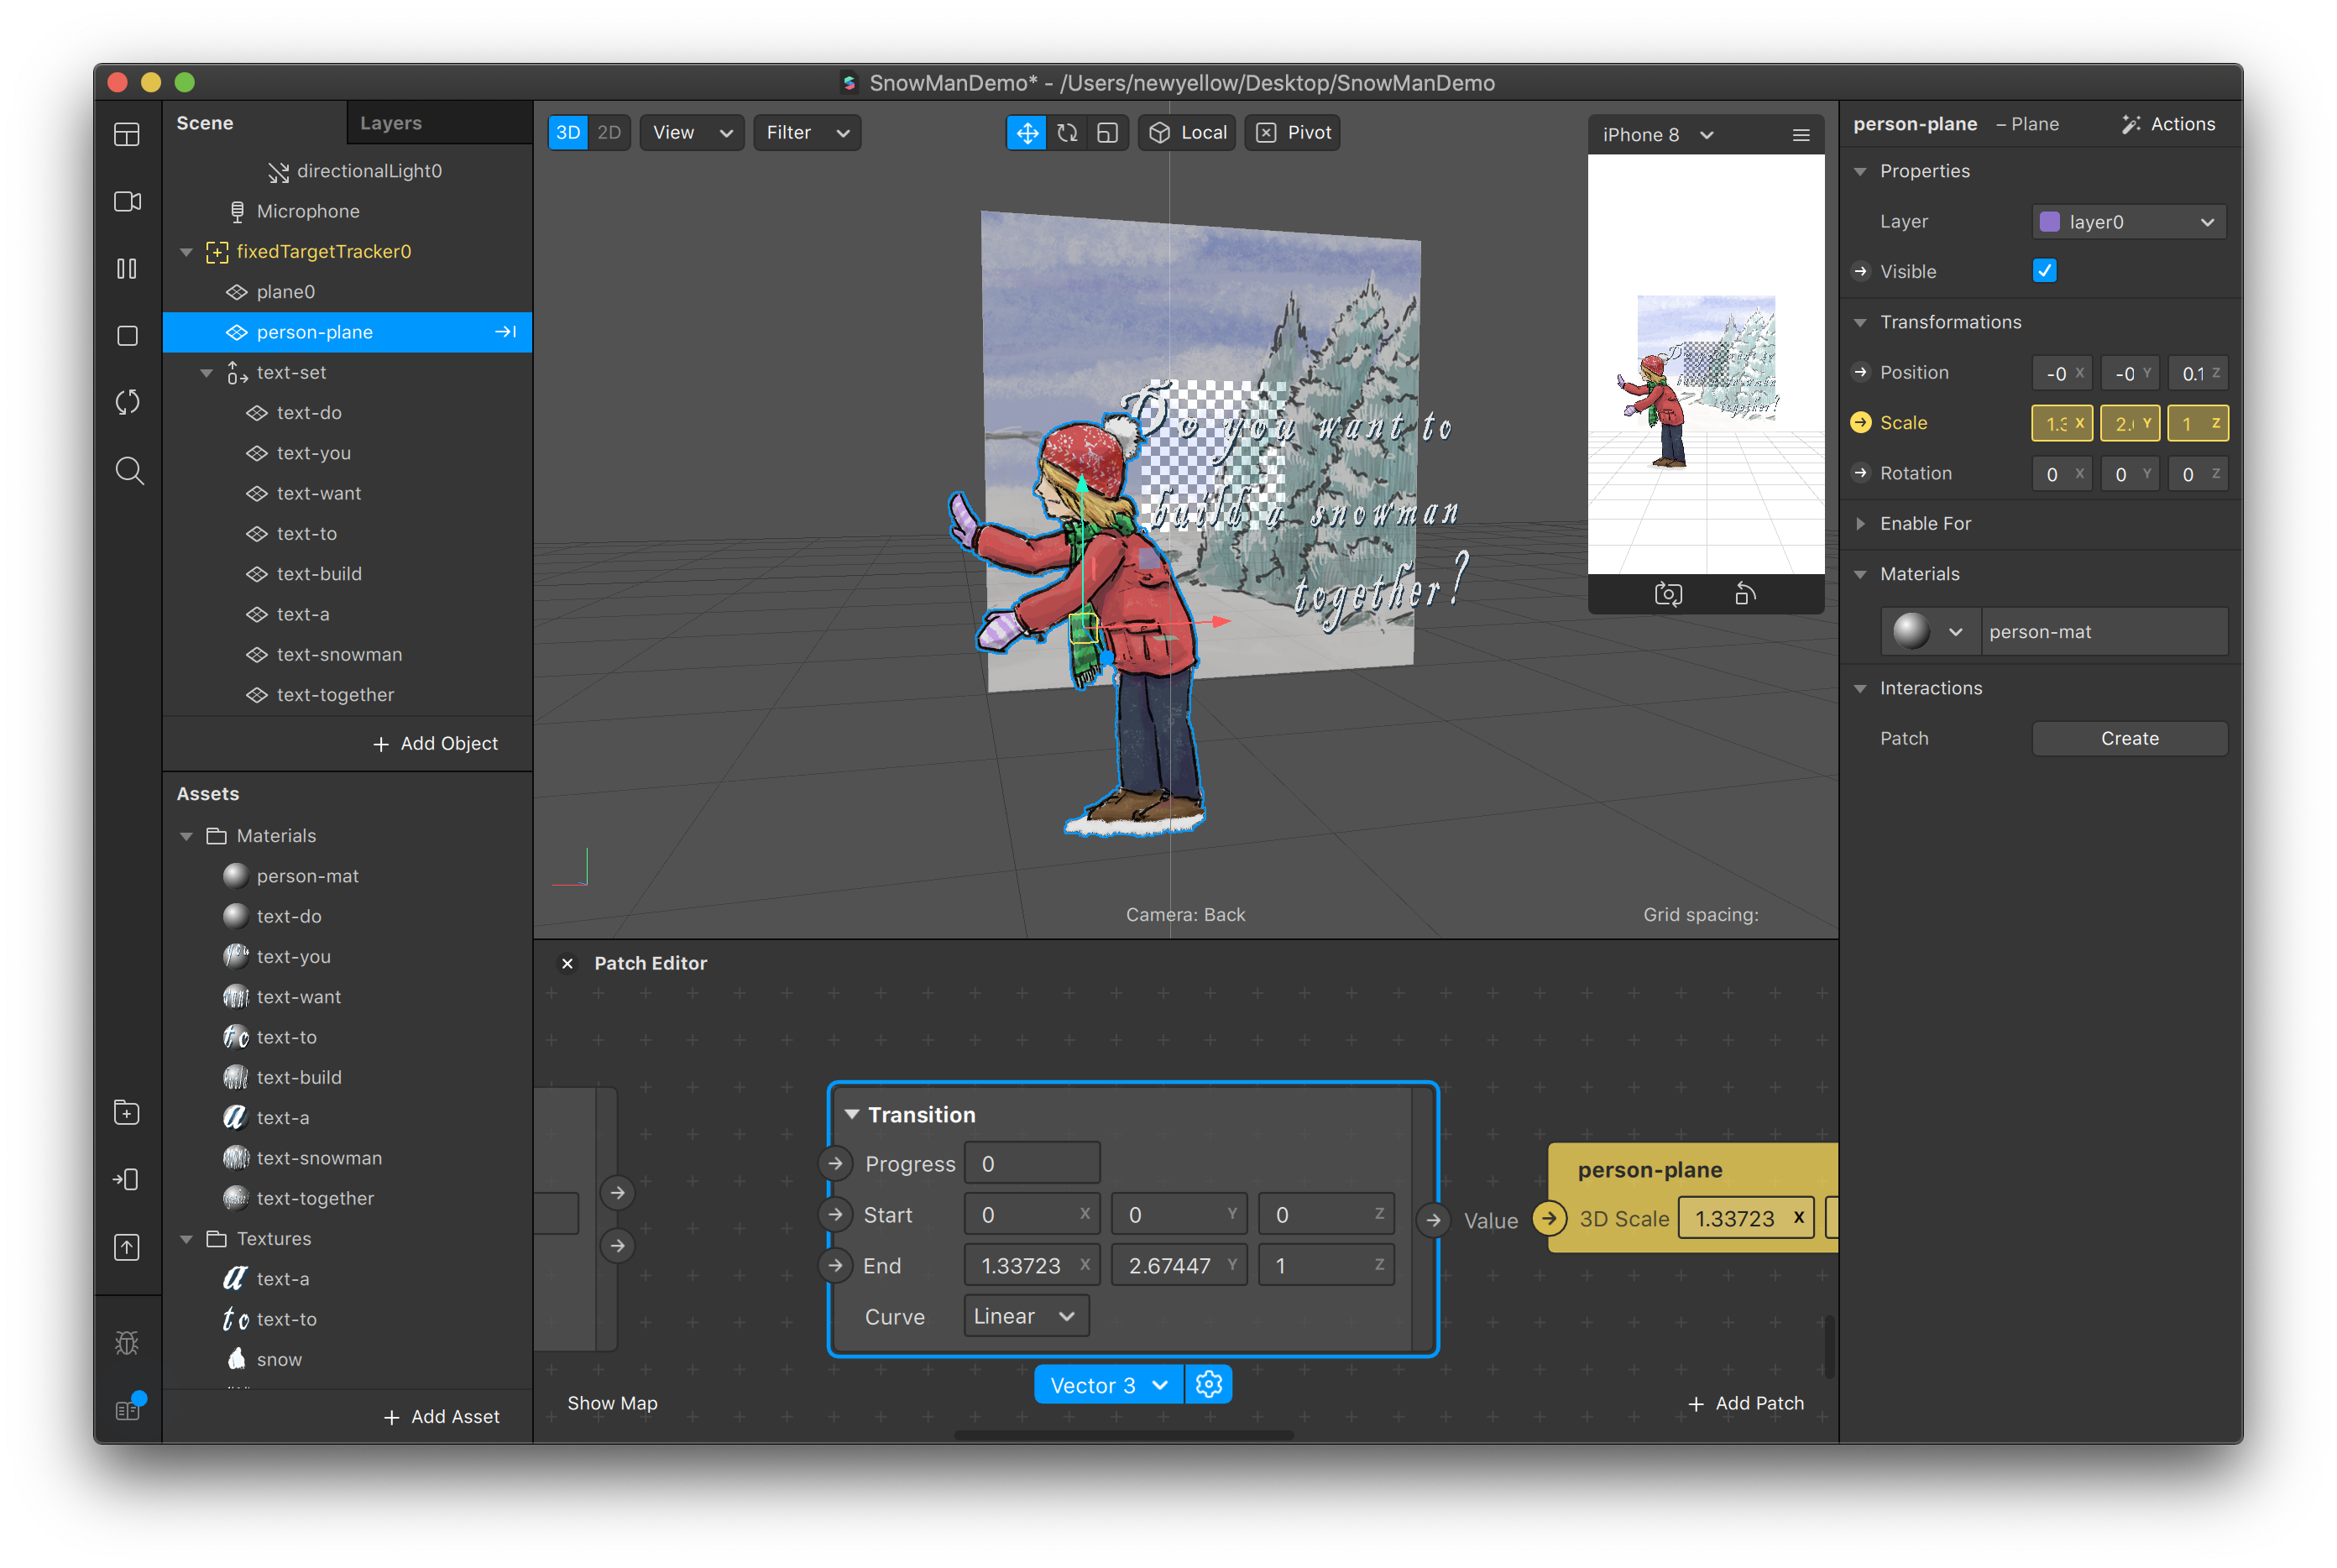 SnowManDemo* - /Users/newyellow/Desktop/SnowManDemo
Scene
Layers
directionalLight0
Microphone
fixedTargetTracker0
plane0
person-plane
text-set
text-do
text-you
text-want
text-to
text-build
text-a
text-snowman
text-together
+ Add Object
Assets
Materials
person-mat
text-do
text-you
text-want
text-to
text-build
text-a
text-snowman
text-together
Textures
text-a
text-to
snow
+ Add Asset
3D 2D View Filter Local Pivot
Do you want to
build a snowman
together?
Camera: Back
Grid spacing:
iPhone 8
Patch Editor
Transition
Progress 0
Start 0 X 0 Y 0 Z
End 1.33723 X 2.67447 Y 1 Z
Curve Linear
Value
person-plane
3D Scale 1.33723 X
Vector 3
Show Map
+ Add Patch
person-plane – Plane Actions
Properties
Layer layer0
Visible
Transformations
Position -0 X -0 Y 0.1 Z
Scale 1.3 X 2. Y 1 Z
Rotation 0 X 0 Y 0 Z
Enable For
Materials
person-mat
Interactions
Patch Create